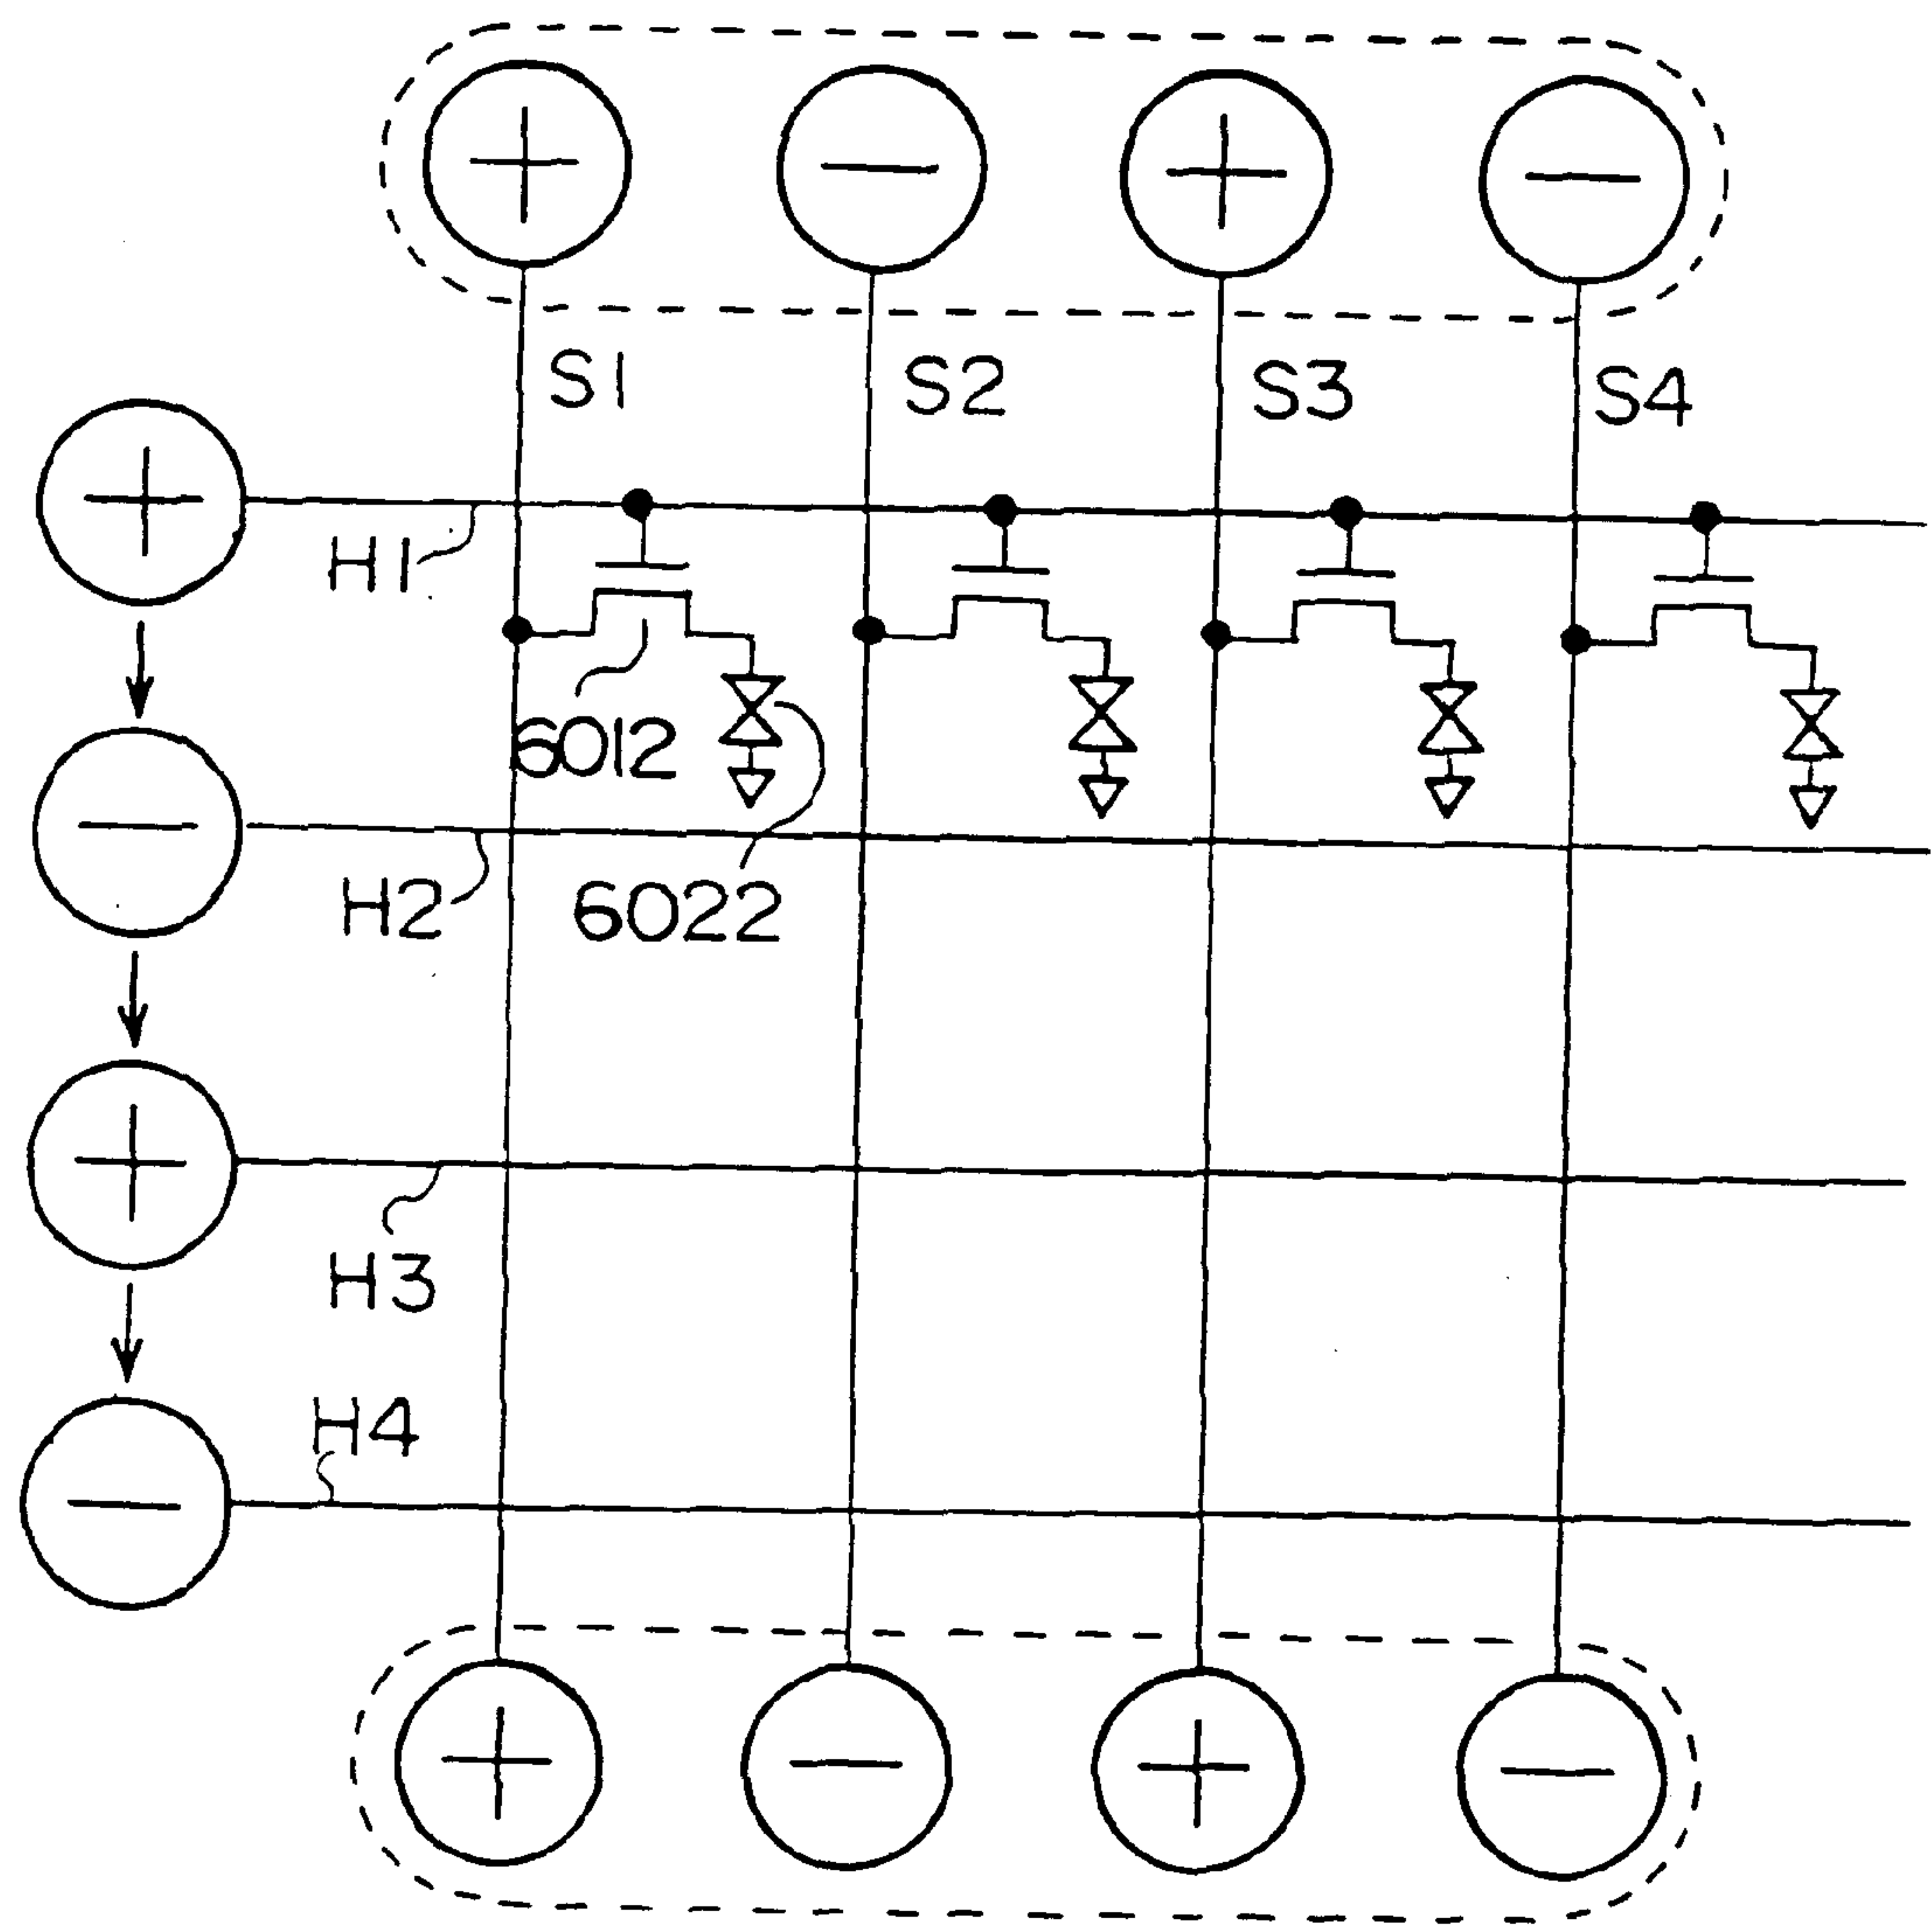 + − + −
S1 S2 S3 S4
+
H1
6012
−
H2 6022
+
H3
H4
−
+ − + −